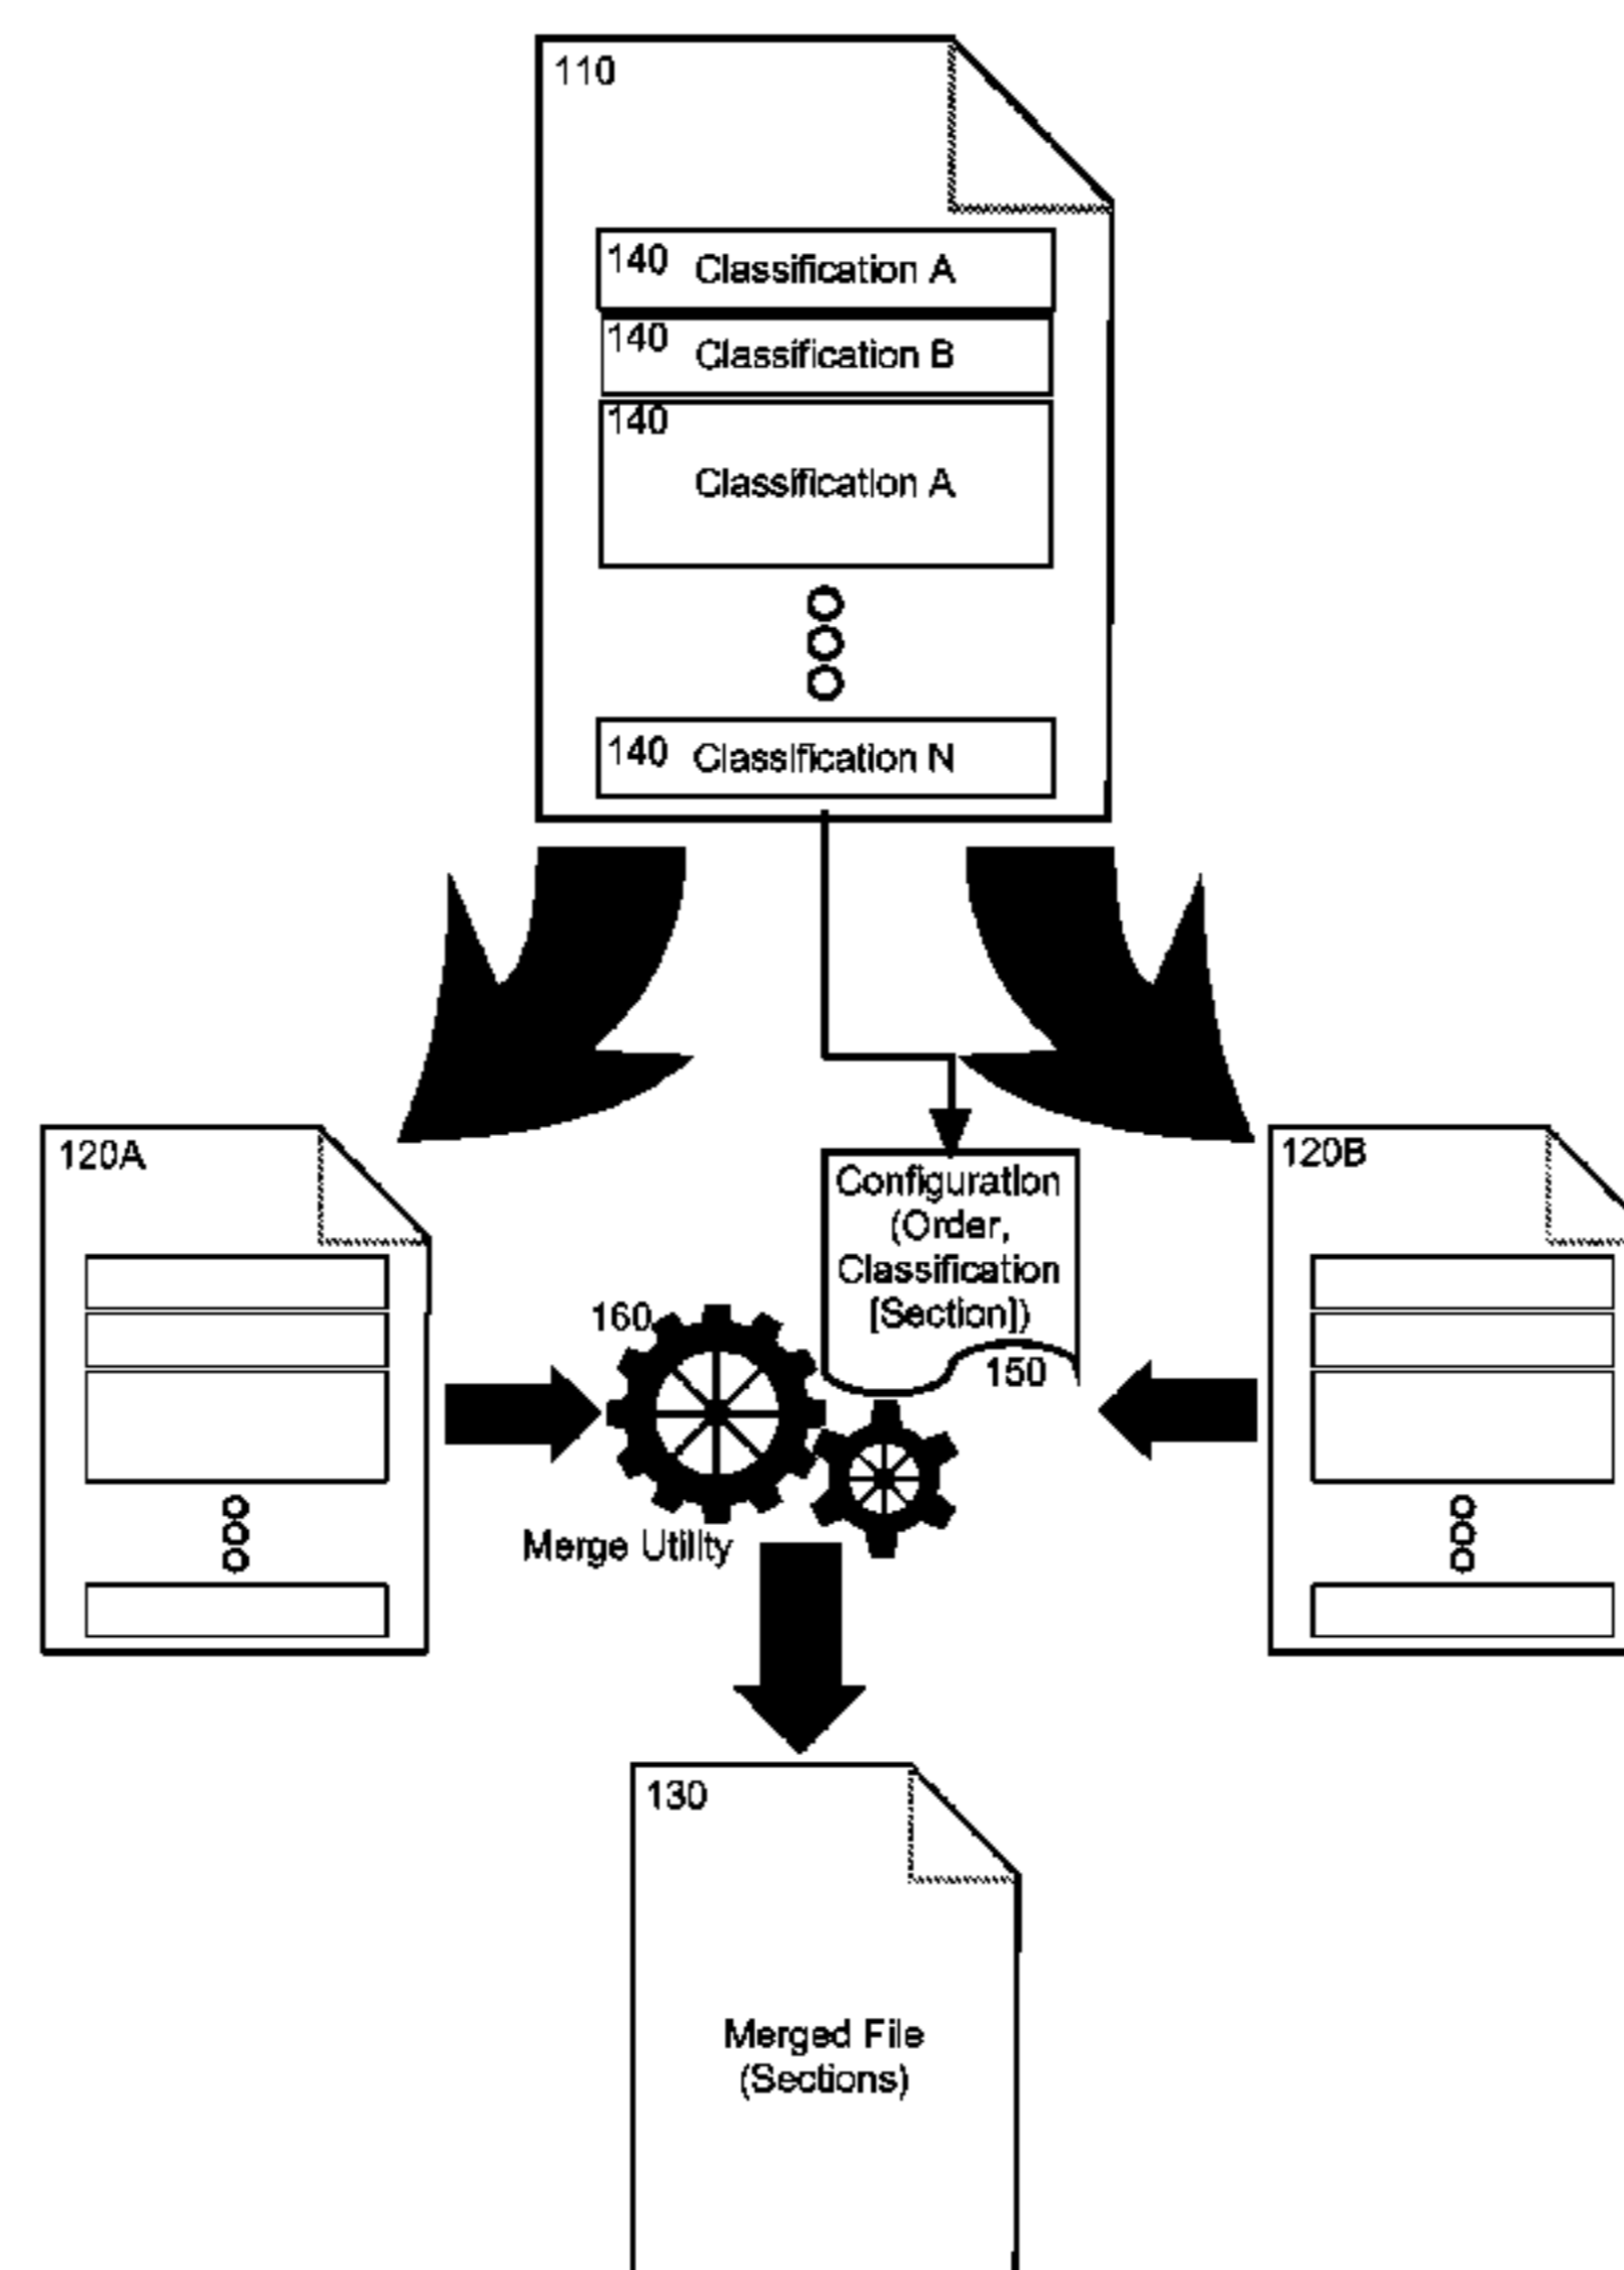 110
140 Classification A
140 Classification B
140
Classification A
140 Classification N
120A
120B
Configuration
(Order,
Classification
[Section])
150
160
Merge Utility
130
Merged File
(Sections)